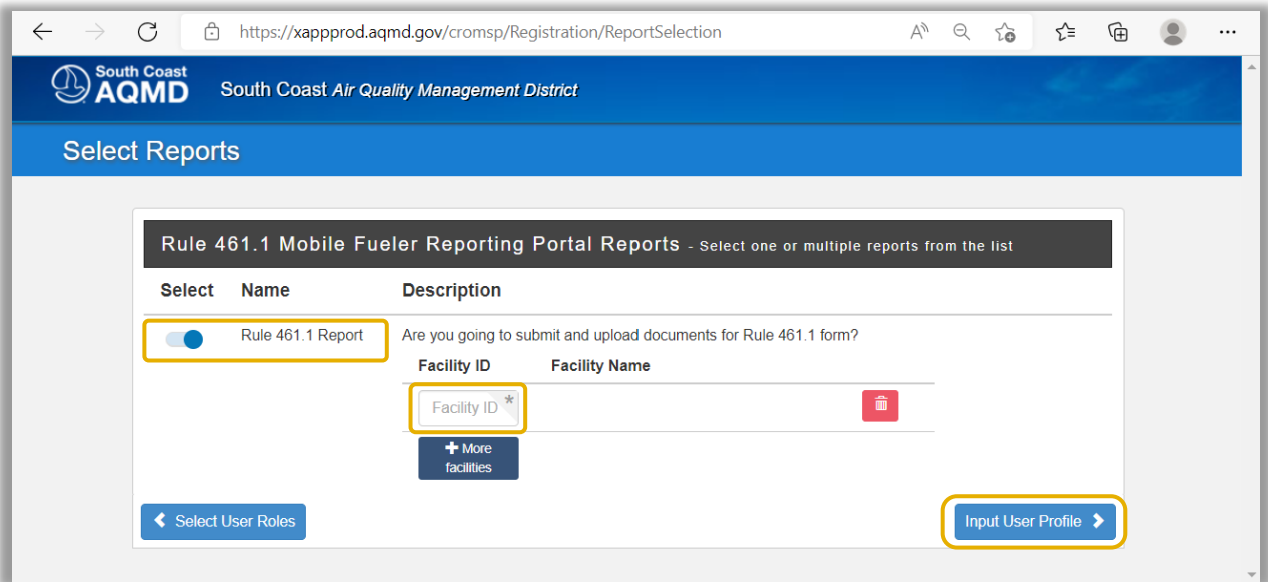 https://xappprod.aqmd.gov/cromsp/Registration/ReportSelection
South Coast
AQMD
South Coast Air Quality Management District
Select Reports
Rule 461.1 Mobile Fueler Reporting Portal Reports - Select one or multiple reports from the list
Select Name Description
Rule 461.1 Report Are you going to submit and upload documents for Rule 461.1 form?
Facility ID Facility Name
Facility ID *
+ More
facilities
Select User Roles
Input User Profile